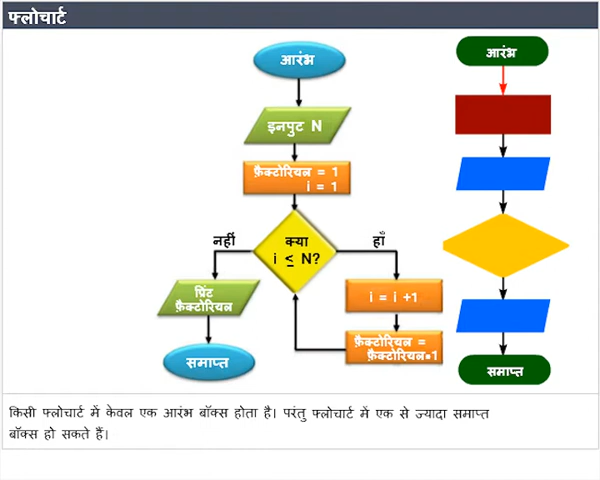 फ्लोचार्ट
आरंभ
इनपुट N
फ़ैक्टोरियल = 1
i = 1
क्या
i ≤ N?
नहीं
हाँ
प्रिंट
फ़ैक्टोरियल
समाप्त
i = i +1
फ़ैक्टोरियल =
फ़ैक्टोरियल*1
आरंभ
समाप्त
किसी फ्लोचार्ट में केवल एक आरंभ बॉक्स होता है। परंतु फ्लोचार्ट में एक से ज्यादा समाप्त
बॉक्स हो सकते हैं।